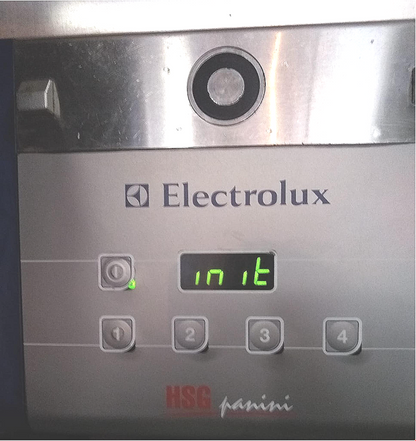 Electrolux
init
1 2 3 4
HSG panini